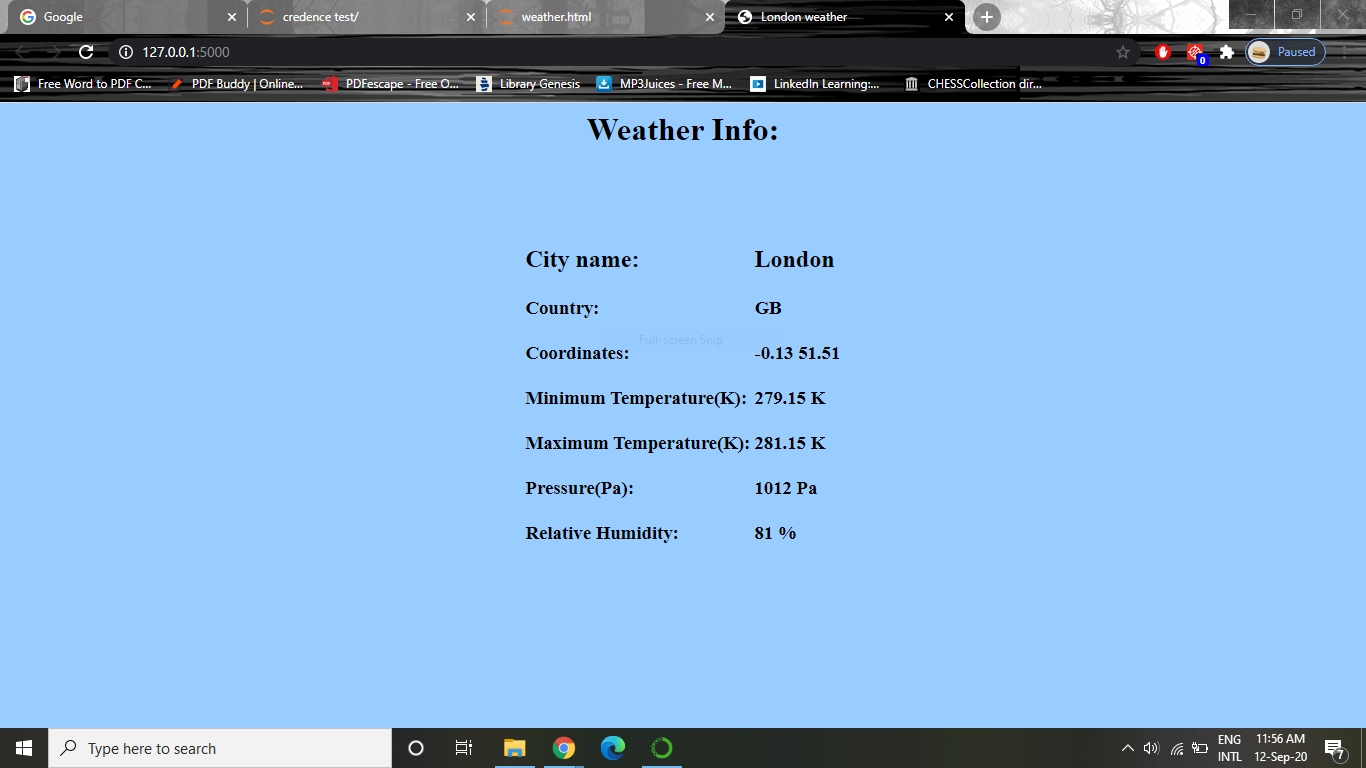 Google
credence test/
weather.html
London weather
127.0.0.1:5000
Paused
0
Free Word to PDF C...
PDF Buddy | Online...
PDFescape - Free O...
Library Genesis
MP3Juices - Free M...
LinkedIn Learning:...
CHESSCollection dir...
Weather Info:
City name: London
Country: GB
Full-screen Snip
Coordinates: -0.13 51.51
Minimum Temperature(K): 279.15 K
Maximum Temperature(K): 281.15 K
Pressure(Pa): 1012 Pa
Relative Humidity: 81 %
Type here to search
ENG 11:56 AM
INTL 12-Sep-20
7